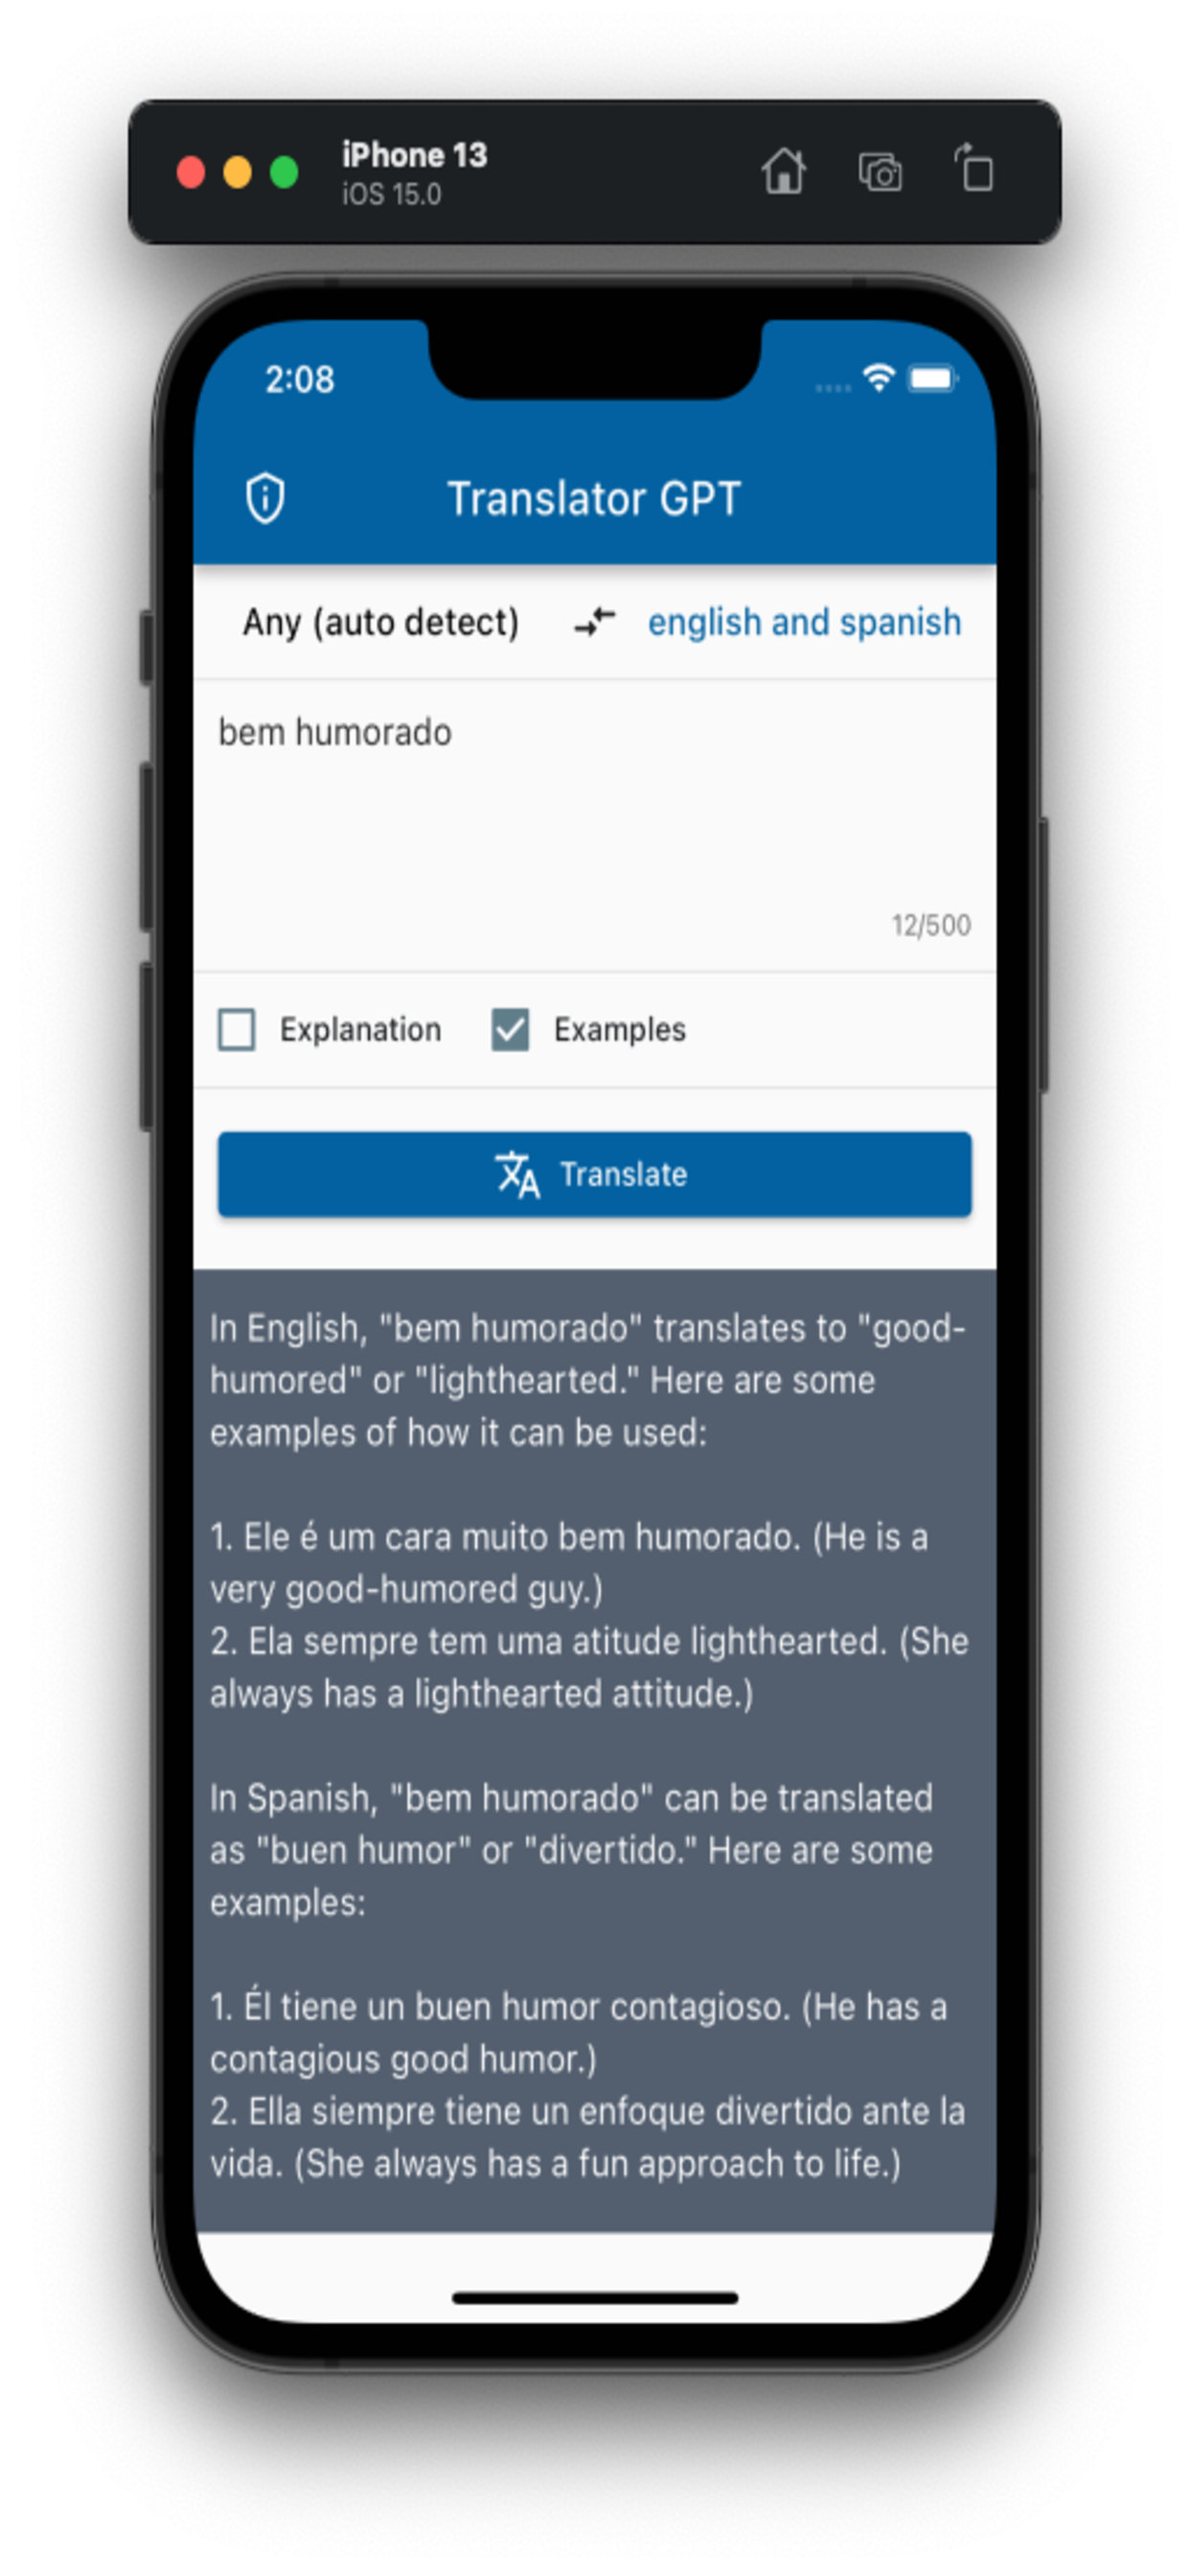 iPhone 13
iOS 15.0
2:08
Translator GPT
Any (auto detect) english and spanish
bem humorado
12/500
Explanation Examples
Translate
In English, "bem humorado" translates to "good-
humored" or "lighthearted." Here are some
examples of how it can be used:
1. Ele é um cara muito bem humorado. (He is a
very good-humored guy.)
2. Ela sempre tem uma atitude lighthearted. (She
always has a lighthearted attitude.)
In Spanish, "bem humorado" can be translated
as "buen humor" or "divertido." Here are some
examples:
1. Él tiene un buen humor contagioso. (He has a
contagious good humor.)
2. Ella siempre tiene un enfoque divertido ante la
vida. (She always has a fun approach to life.)